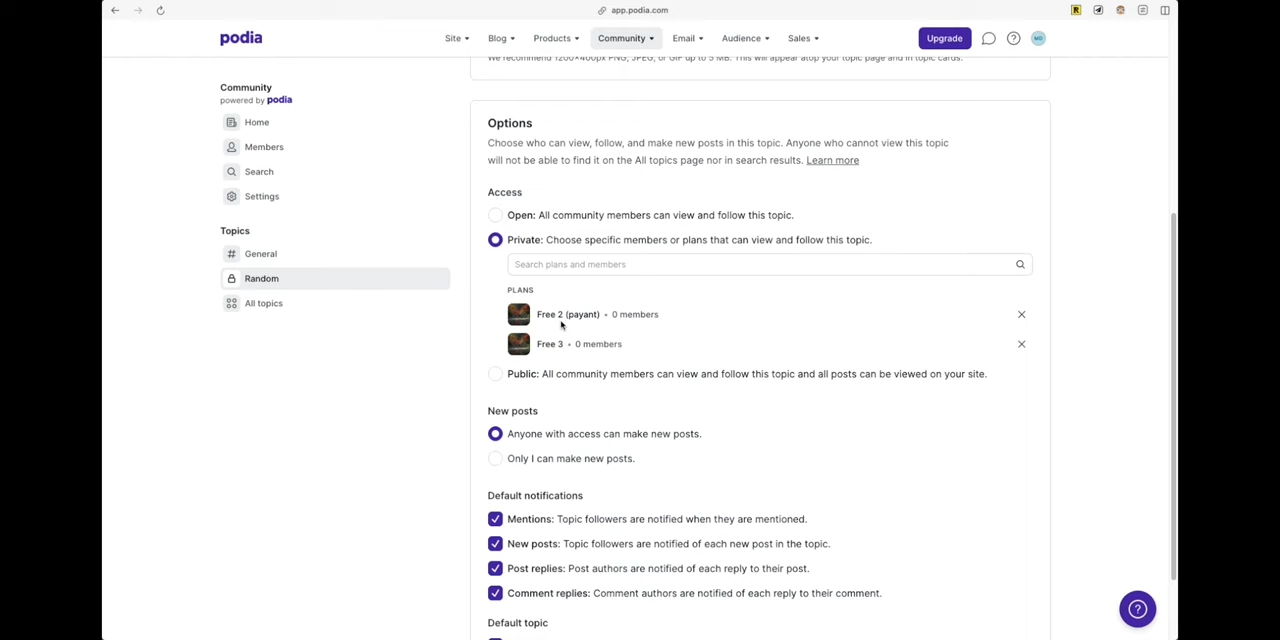 app.podia.com
podia
Site
Blog
Products
Community
Email
Audience
Sales
Upgrade
MD
We recommend 1200×400px PNG, JPEG, or GIF up to 5 MB. This will appear atop your topic page and in topic cards.
Community
powered by podia
Home
Members
Search
Settings
Topics
General
Random
All topics
Options
Choose who can view, follow, and make new posts in this topic. Anyone who cannot view this topic
will not be able to find it on the All topics page nor in search results. Learn more
Access
Open: All community members can view and follow this topic.
Private: Choose specific members or plans that can view and follow this topic.
Search plans and members
PLANS
Free 2 (payant) • 0 members
Free 3 • 0 members
Public: All community members can view and follow this topic and all posts can be viewed on your site.
New posts
Anyone with access can make new posts.
Only I can make new posts.
Default notifications
Mentions: Topic followers are notified when they are mentioned.
New posts: Topic followers are notified of each new post in the topic.
Post replies: Post authors are notified of each reply to their post.
Comment replies: Comment authors are notified of each reply to their comment.
Default topic